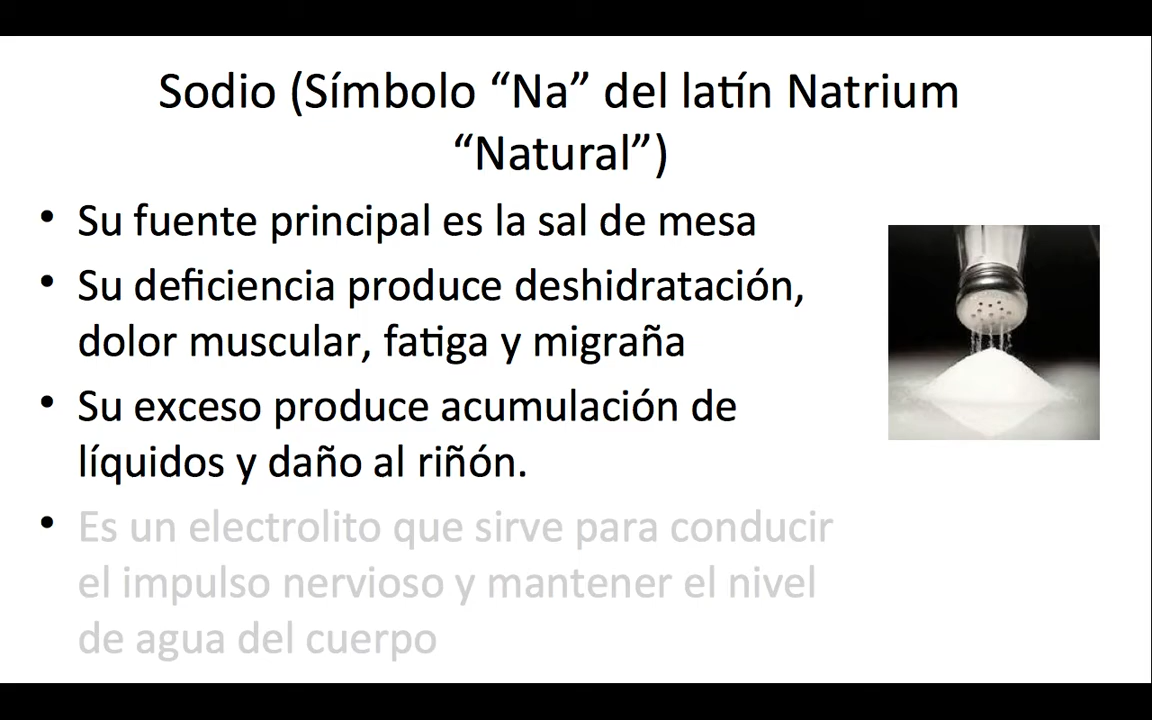 Sodio (Símbolo “Na” del latín Natrium
“Natural”)
• Su fuente principal es la sal de mesa
• Su deficiencia produce deshidratación,
dolor muscular, fatiga y migraña
• Su exceso produce acumulación de
líquidos y daño al riñón.
• Es un electrolito que sirve para conducir
el impulso nervioso y mantener el nivel
de agua del cuerpo